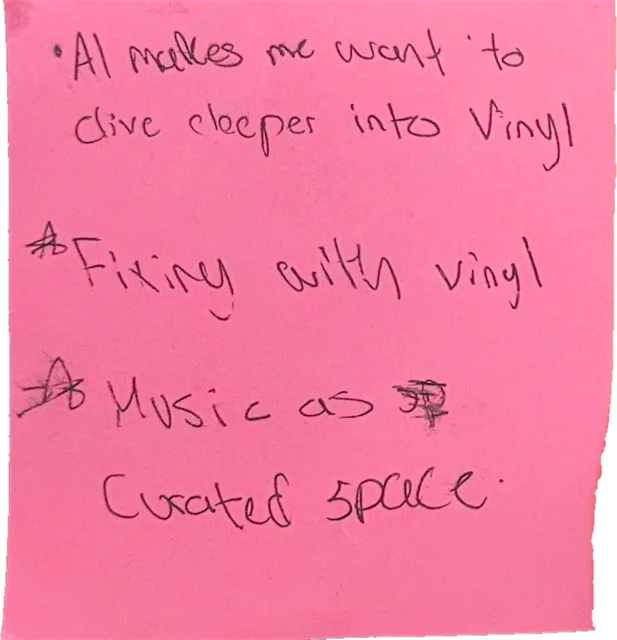 • AI makes me want to
dive deeper into Vinyl
☆ Fixing with vinyl
☆ Music as
Curated space.